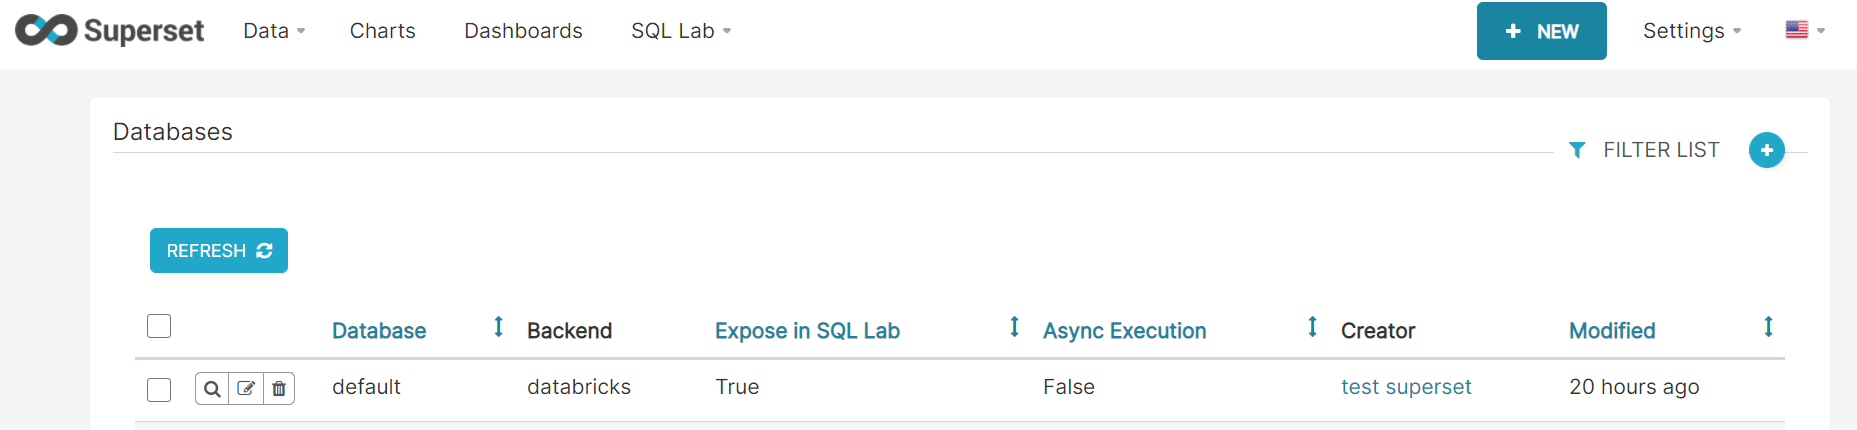 Superset Data Charts Dashboards SQL Lab + NEW Settings
Databases
FILTER LIST +
REFRESH
Database Backend Expose in SQL Lab Async Execution Creator Modified
default databricks True False test superset 20 hours ago